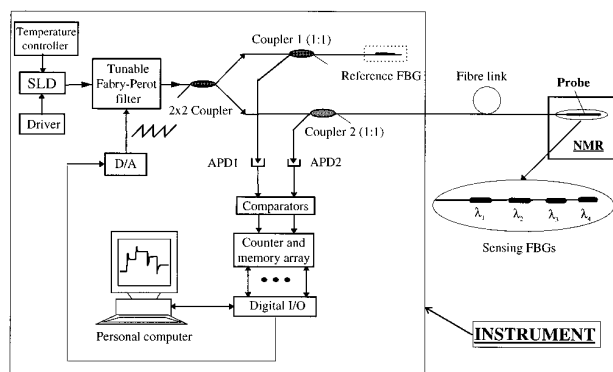 Temperature
controller
SLD
Driver
Tunable
Fabry-Perot
filter
2x2 Coupler
D/A
Coupler 1 (1:1)
Reference FBG
Coupler 2 (1:1)
Fibre link
Probe
NMR
APD1
APD2
Comparators
Counter and
memory array
Digital I/O
Personal computer
λ1 λ2 λ3 λ4
Sensing FBGs
INSTRUMENT